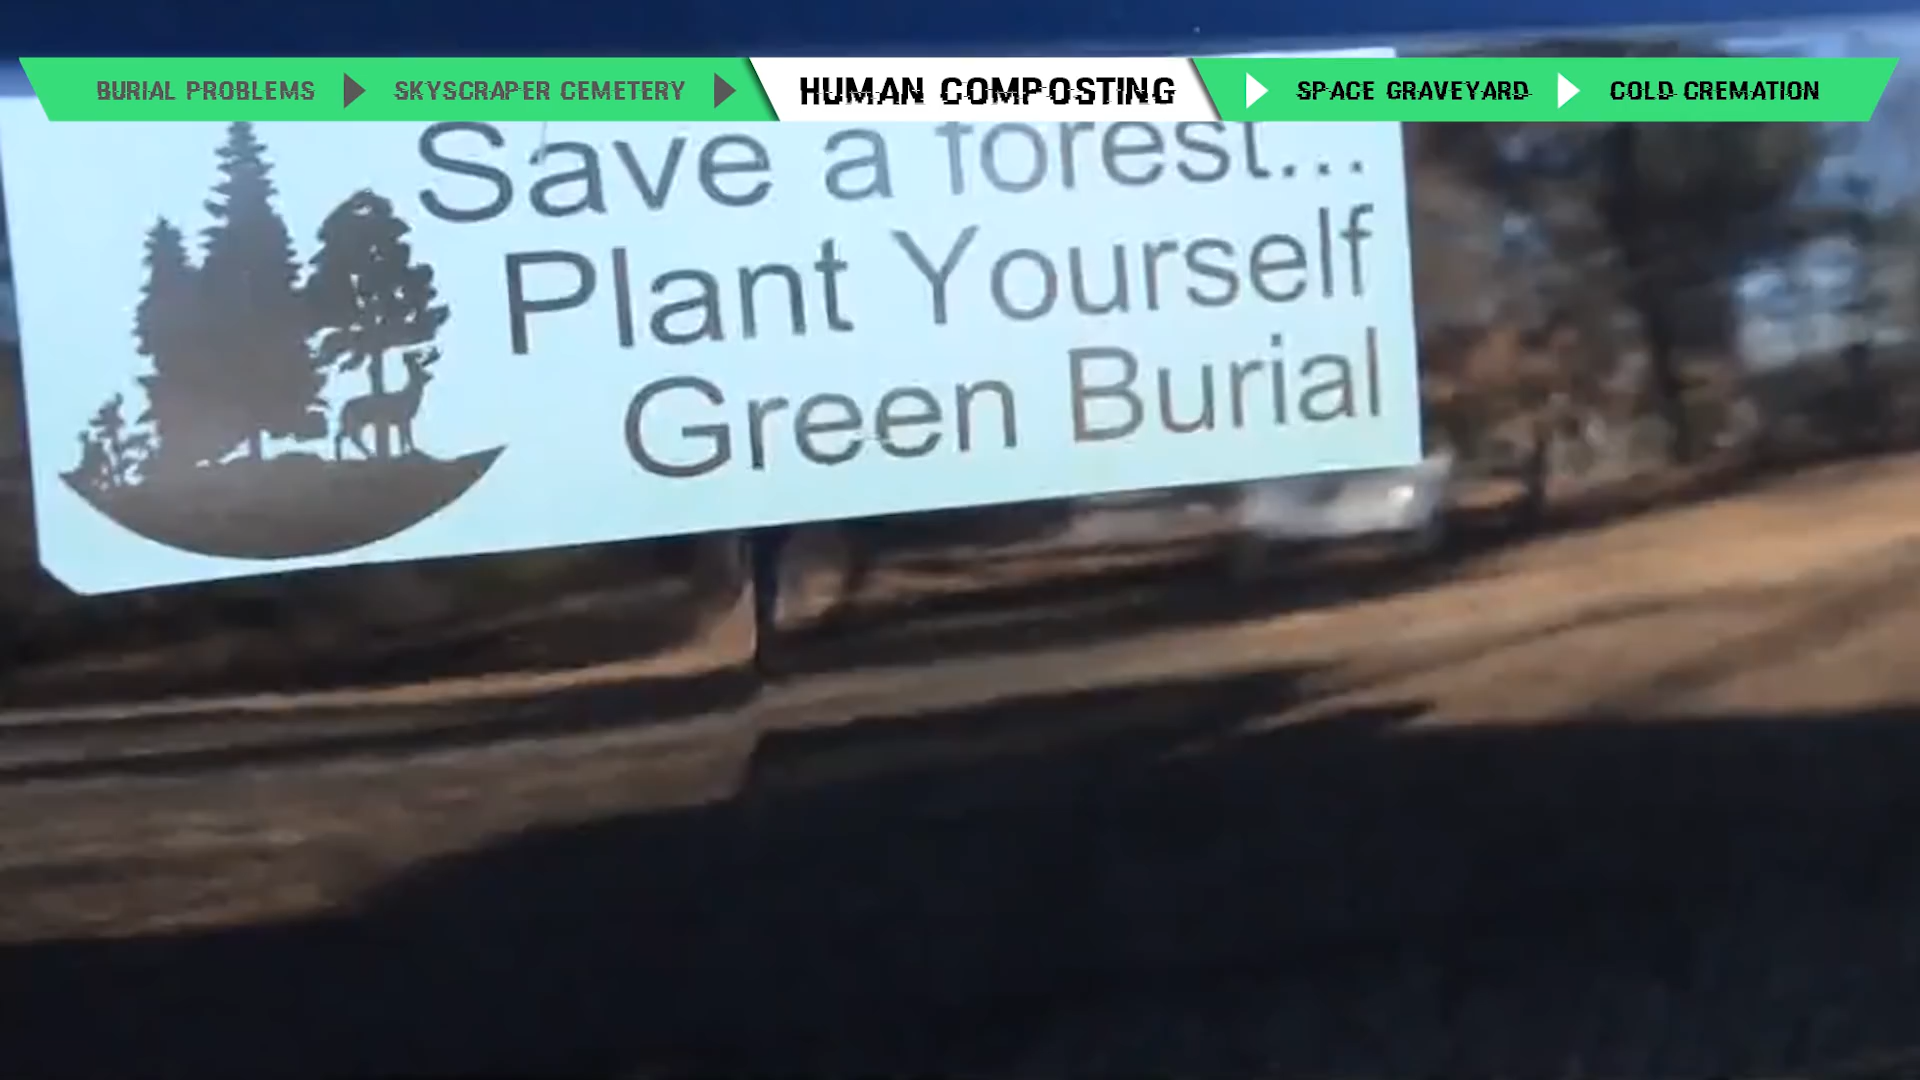 BURIAL PROBLEMS SKYSCRAPER CEMETERY HUMAN COMPOSTING SPACE GRAVEYARD COLD CREMATION
Save a forest...
Plant Yourself
Green Burial